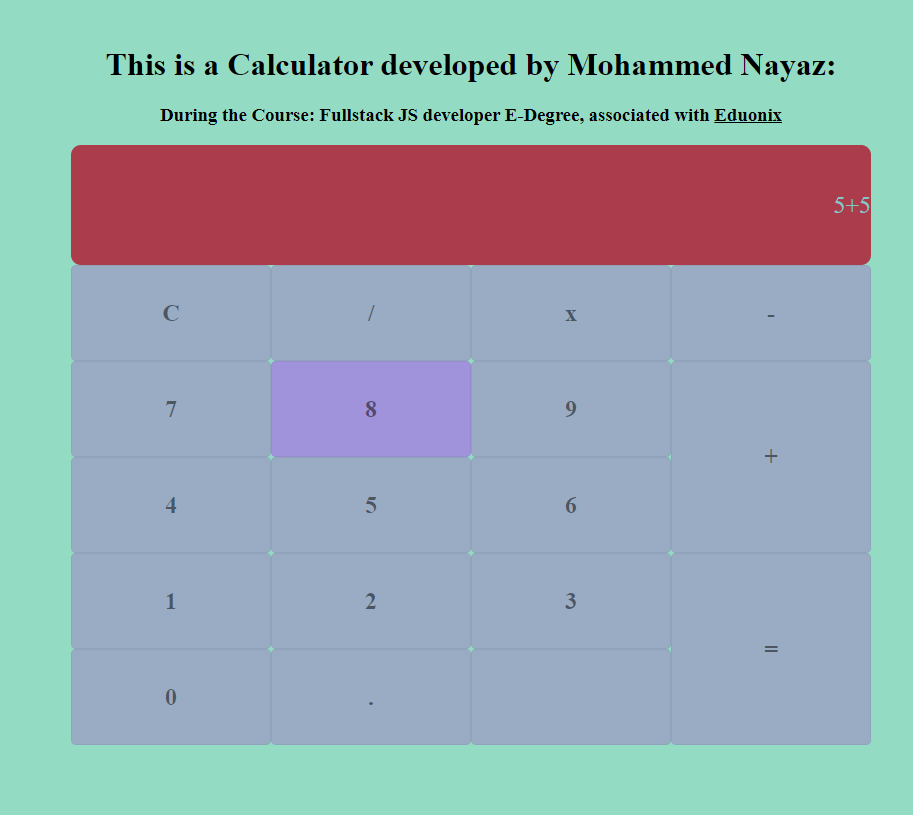 This is a Calculator developed by Mohammed Nayaz:
During the Course: Fullstack JS developer E-Degree, associated with Eduonix
5+5
C / x -
7 8 9
+
4 5 6
1 2 3
=
0 .